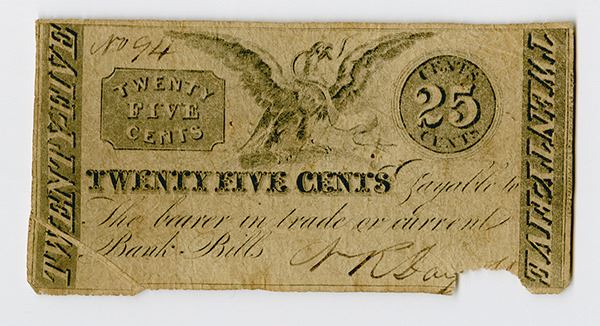 TWENTY FIVE
No 94
TWENTY
FIVE
CENTS
CENTS
25
CENTS
TWENTY FIVE CENTS Payable to
The bearer in trade or current
Bank Bills
TWENTY FIVE